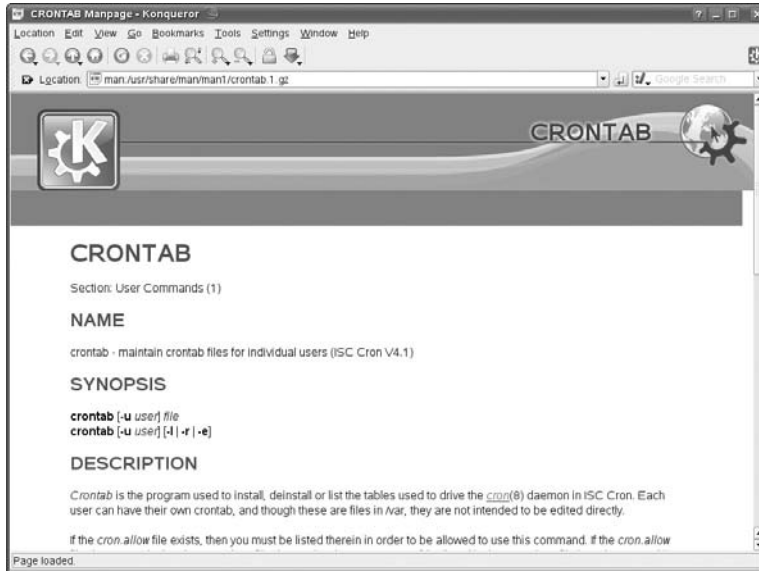 CRONTAB Manpage - Konqueror
Location Edit View Go Bookmarks Tools Settings Window Help
Location: man:/usr/share/man/man1/crontab.1.gz Google Search
K CRONTAB
CRONTAB
Section: User Commands (1)
NAME
crontab - maintain crontab files for individual users (ISC Cron V4.1)
SYNOPSIS
crontab [-u user] file
crontab [-u user] [-l | -r | -e]
DESCRIPTION
Crontab is the program used to install, deinstall or list the tables used to drive the cron(8) daemon in ISC Cron. Each
user can have their own crontab, and though these are files in /var, they are not intended to be edited directly.
If the cron.allow file exists, then you must be listed therein in order to be allowed to use this command. If the cron.allow
Page loaded.